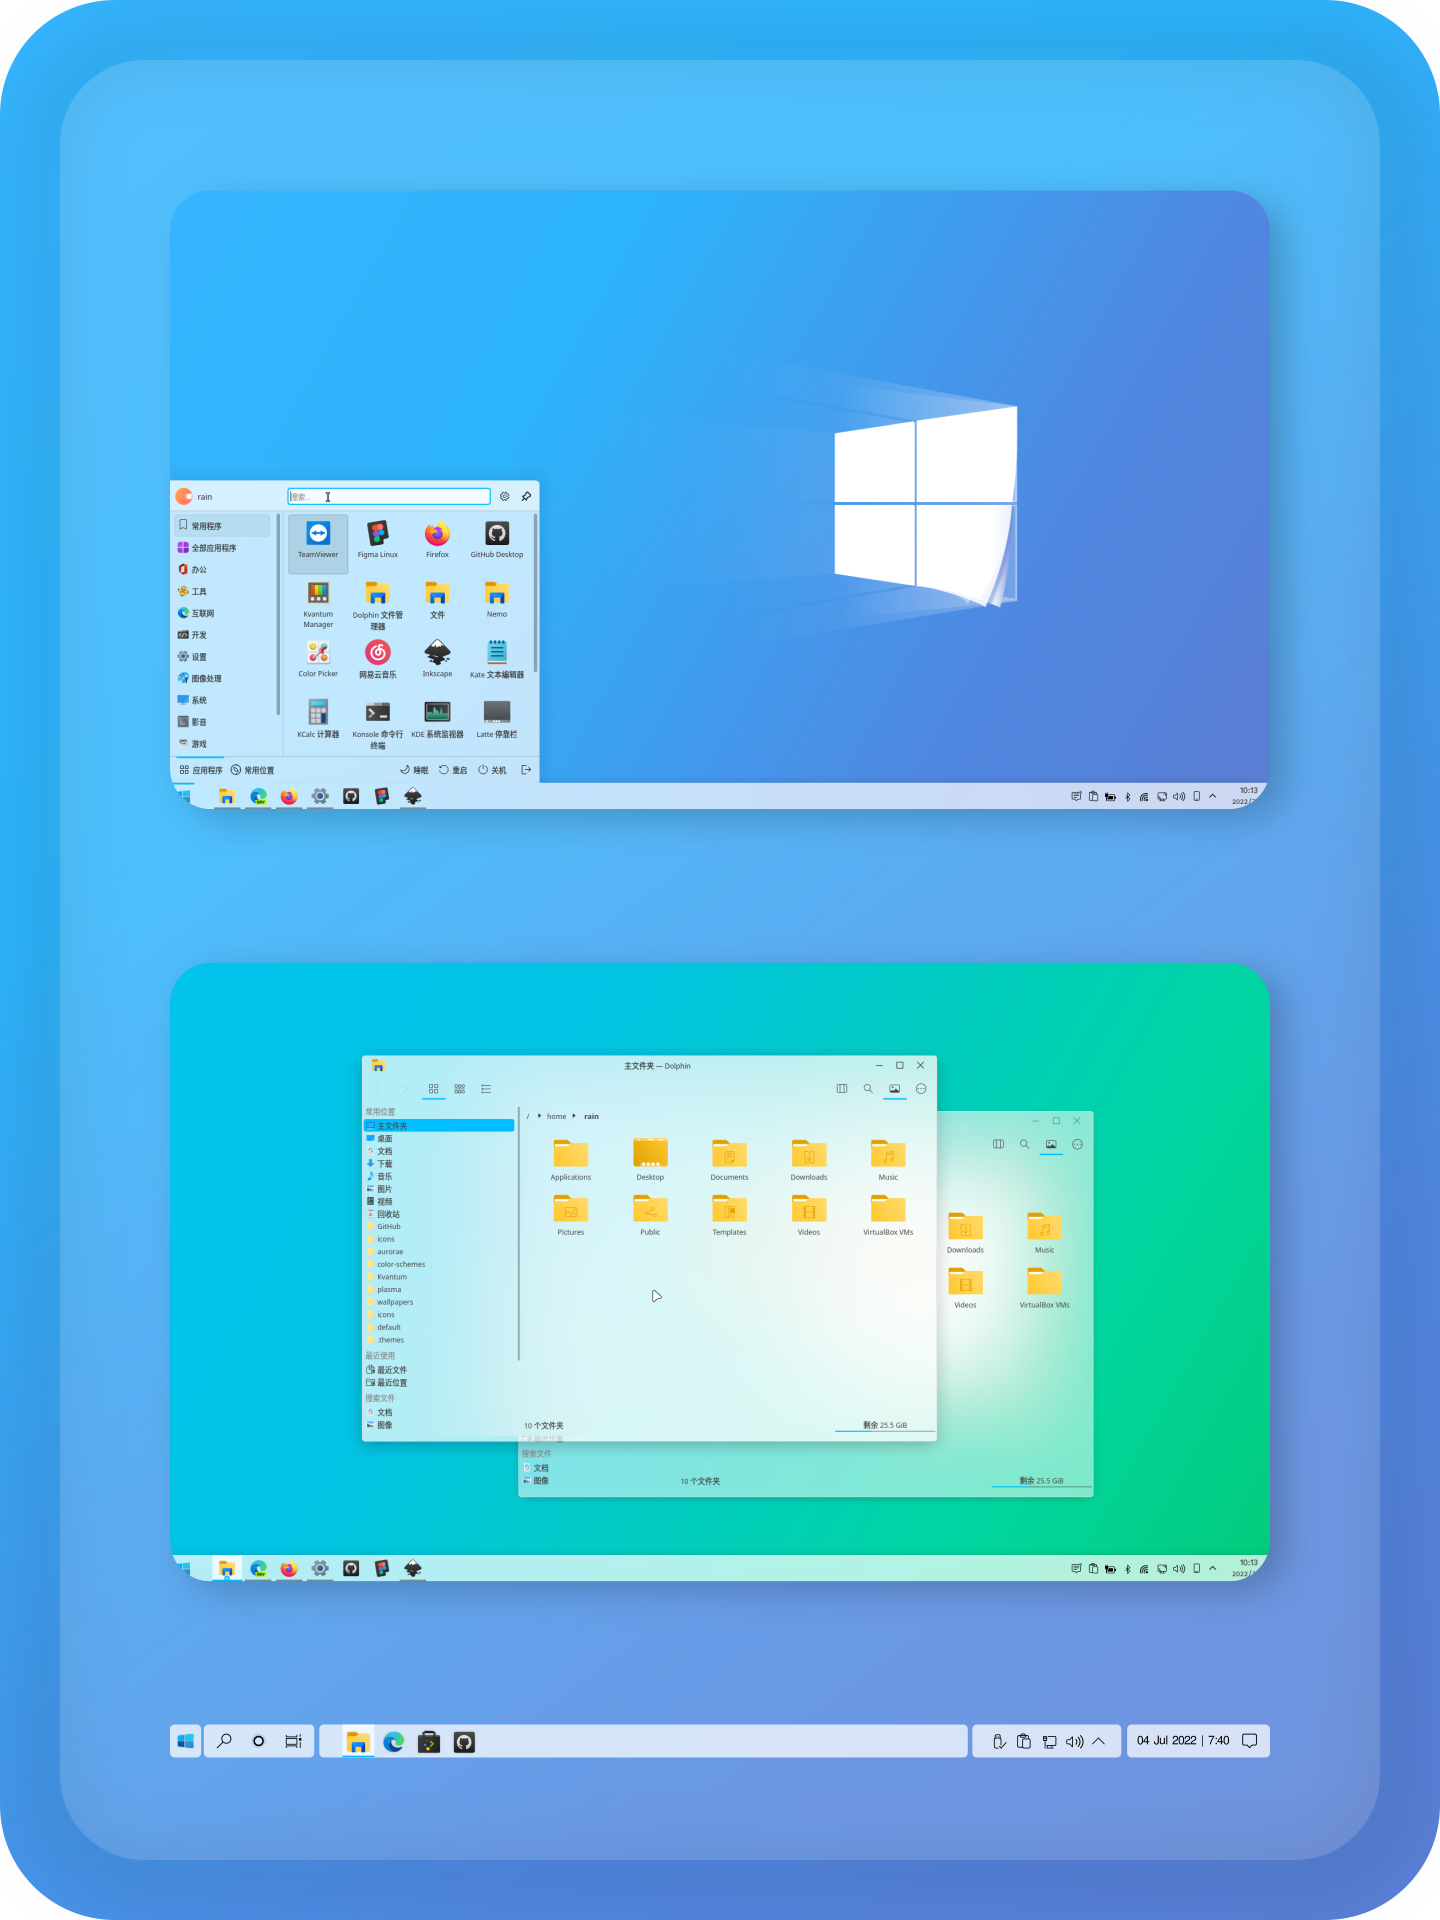 rain
搜索...
常用程序
全部应用程序
办公
工具
互联网
开发
设置
图像处理
系统
影音
游戏
TeamViewer
Figma Linux
Firefox
GitHub Desktop
Kvantum
Manager
Dolphin 文件管
理器
文件
Nemo
Color Picker
网易云音乐
Inkscape
Kate 文本编辑器
KCalc 计算器
Konsole 命令行
终端
KDE 系统监视器
Latte 停靠栏
应用程序
常用位置
睡眠
重启
关机
DEV
10:13
2022/
主文件夹 — Dolphin
常用位置
主文件夹
桌面
文档
下载
音乐
图片
视频
回收站
GitHub
icons
aurorae
color-schemes
Kvantum
plasma
wallpapers
icons
default
.themes
最近使用
最近文件
最近位置
搜索文件
文档
图像
/ home rain
Applications
Desktop
Documents
Downloads
Music
Pictures
Public
Templates
Videos
VirtualBox VMs
10 个文件夹
剩余 25.5 GiB
Downloads
Music
Videos
VirtualBox VMs
最近位置
搜索文件
文档
图像
10 个文件夹
剩余 25.5 GiB
DEV
10:13
2022/
04 Jul 2022 | 7:40